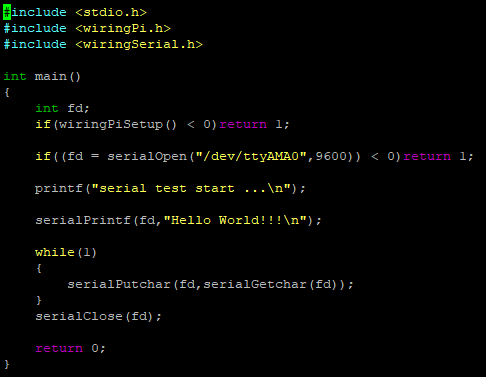 #include <stdio.h>
#include <wiringPi.h>
#include <wiringSerial.h>
int main()
{
int fd;
if(wiringPiSetup() < 0)return 1;
if((fd = serialOpen("/dev/ttyAMA0",9600)) < 0)return 1;
printf("serial test start ...\n");
serialPrintf(fd,"Hello World!!!\n");
while(1)
{
serialPutchar(fd,serialGetchar(fd));
}
serialClose(fd);
return 0;
}